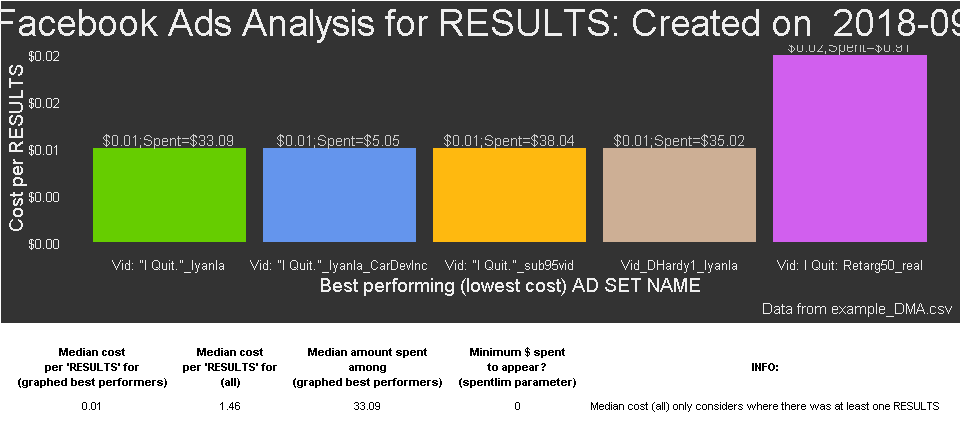 Facebook Ads Analysis for RESULTS: Created on 2018-09
$0.02
$0.02
$0.01
$0.00
$0.00
Cost per RESULTS
$0.01;Spent=$33.09
$0.01;Spent=$5.05
$0.01;Spent=$38.04
$0.01;Spent=$35.02
$0.02;Spent=$0.91
Vid: "I Quit."_Iyanla
Vid: "I Quit."_Iyanla_CarDevInc
Vid: "I Quit."_sub95vid
Vid_DHardy1_Iyanla
Vid: I Quit: Retarg50_real
Best performing (lowest cost) AD SET NAME
Data from example_DMA.csv
Median cost
per 'RESULTS' for
(graphed best performers)
Median cost
per 'RESULTS' for
(all)
Median amount spent
among
(graphed best performers)
Minimum $ spent
to appear?
(spentlim parameter)
INFO:
0.01
1.46
33.09
0
Median cost (all) only considers where there was at least one RESULTS